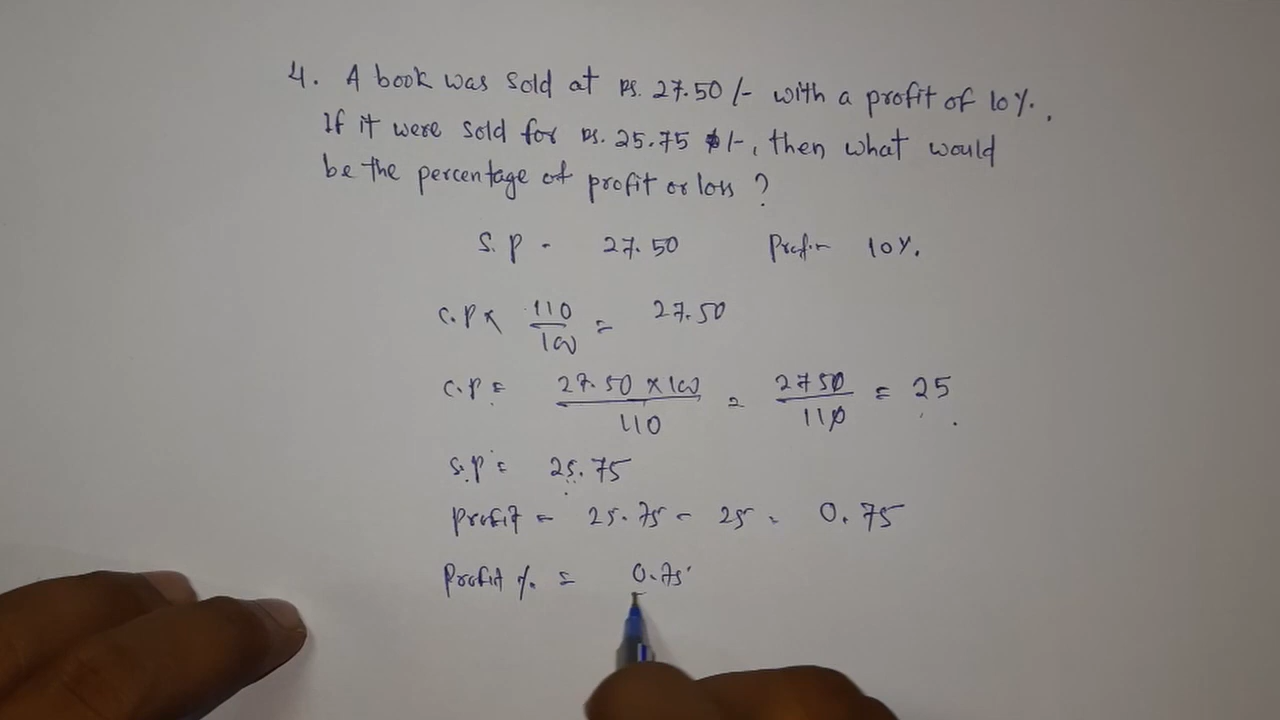 4. A book was sold at Rs. 27.50 /- with a profit of 10%.,
If it were sold for Rs. 25.75 /-, then what would
be the percentage of profit or loss ?
S.P - 27.50 Profit 10%.
C.P x 110/100 = 27.50
C.P = 27.50 x 100/110 = 2750/110 = 25
S.P = 25.75
Profit = 25.75 - 25 = 0.75
Profit % = 0.75